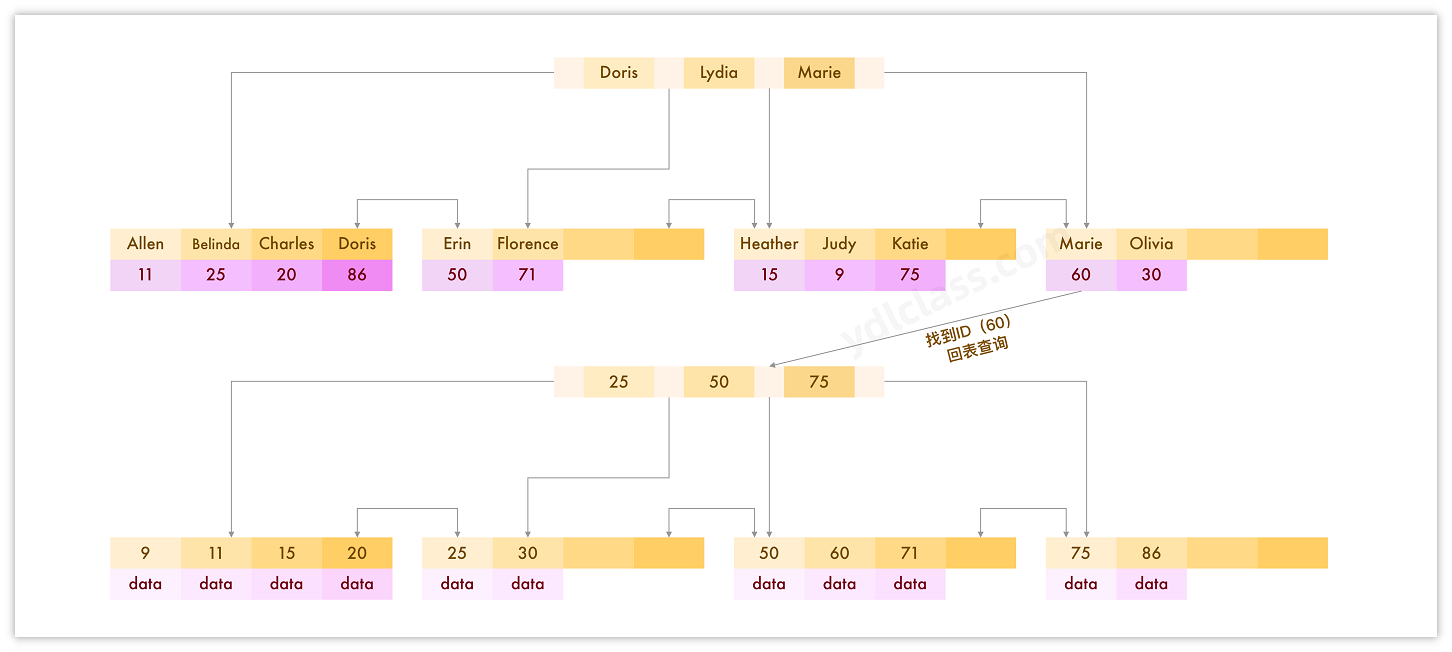 Doris Lydia Marie
Allen Belinda Charles Doris Erin Florence Heather Judy Katie Marie Olivia
11 25 20 86 50 71 15 9 75 60 30
ydlclass.com
找到ID（60）
回表查询
25 50 75
9 11 15 20 25 30 50 60 71 75 86
data data data data data data data data data data data